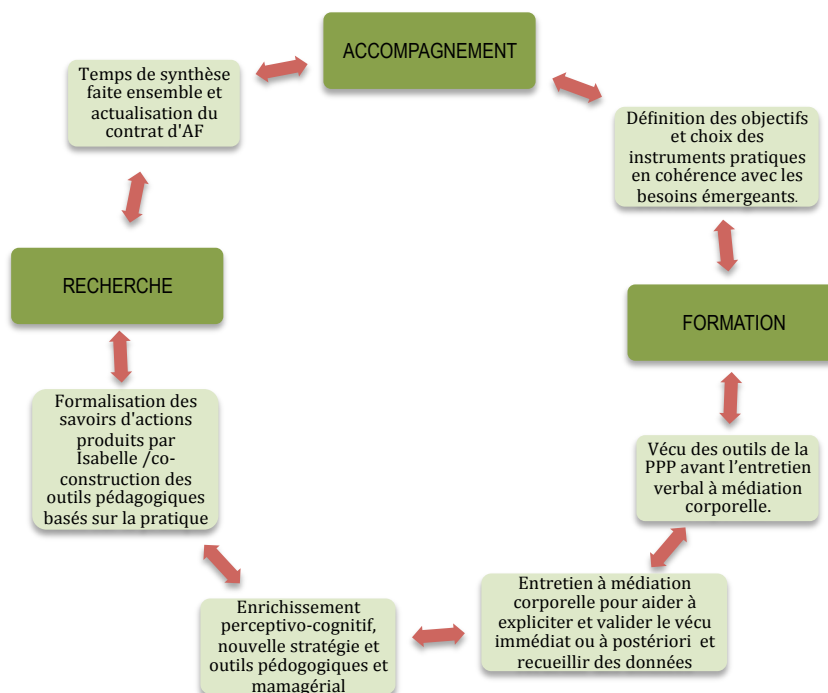 ACCOMPAGNEMENT
Temps de synthèse
faite ensemble et
actualisation du
contrat d'AF
Définition des objectifs
et choix des
instruments pratiques
en cohérence avec les
besoins émergeants.
RECHERCHE
FORMATION
Formalisation des
savoirs d'actions
produits par
Isabelle /co-
construction des
outils pédagogiques
basés sur la pratique
Vécu des outils de la
PPP avant l’entretien
verbal à médiation
corporelle.
Enrichissement
perceptivo-cognitif,
nouvelle stratégie et
outils pédogogiques et
mamagérial
Entretien à médiation
corporelle pour aider à
expliciter et valider le vécu
immédiat ou à postériori et
recueillir des données